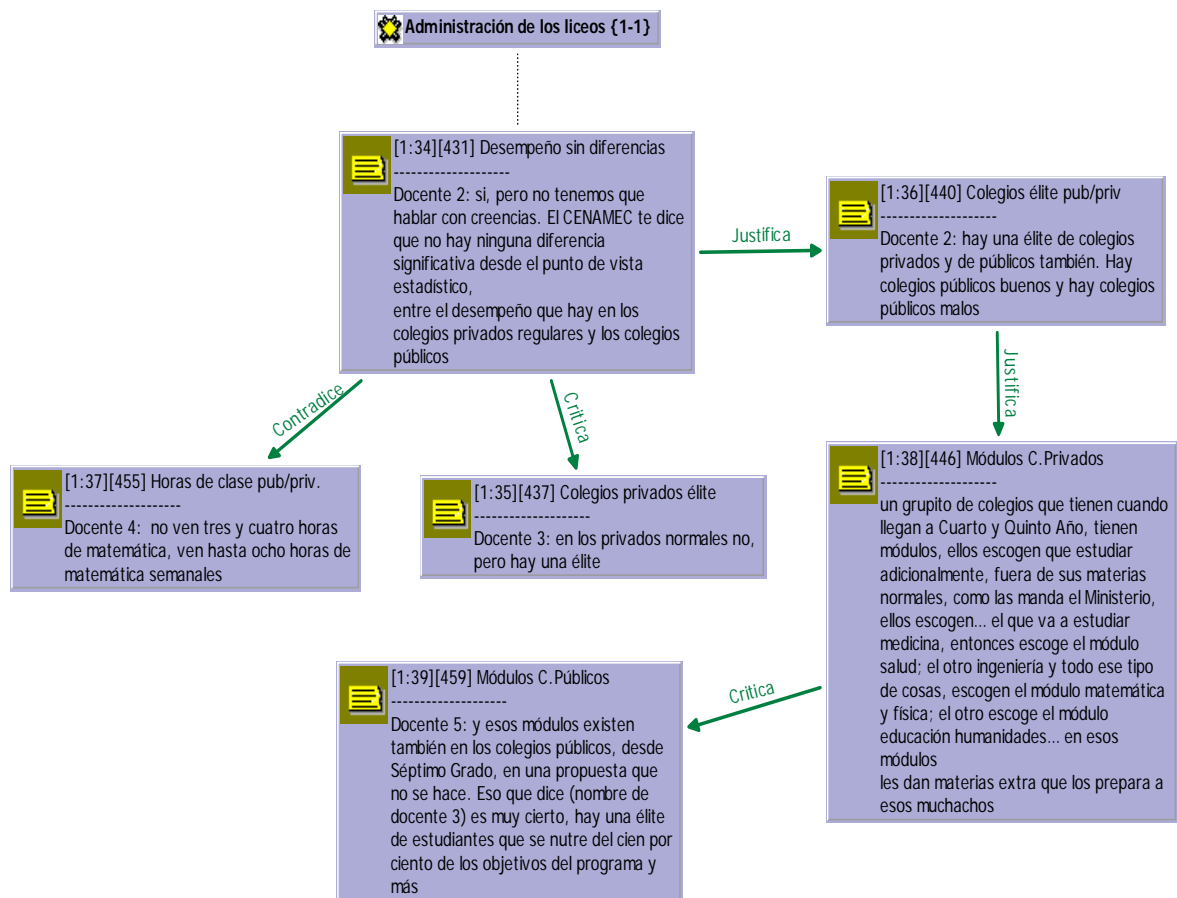 Administración de los liceos {1-1}
[1:34][431] Desempeño sin diferencias
--------------------
Docente 2: si, pero no tenemos que
hablar con creencias. El CENAMEC te dice
que no hay ninguna diferencia
significativa desde el punto de vista
estadístico,
entre el desempeño que hay en los
colegios privados regulares y los colegios
públicos
Justifica
[1:36][440] Colegios élite pub/priv
--------------------
Docente 2: hay una élite de colegios
privados y de públicos también. Hay
colegios públicos buenos y hay colegios
públicos malos
Contradice
Critica
Justifica
[1:37][455] Horas de clase pub/priv.
--------------------
Docente 4:  no ven tres y cuatro horas
de matemática, ven hasta ocho horas de
matemática semanales
[1:35][437] Colegios privados élite
--------------------
Docente 3: en los privados normales no,
pero hay una élite
[1:38][446] Módulos C.Privados
--------------------
un grupito de colegios que tienen cuando
llegan a Cuarto y Quinto Año, tienen
módulos, ellos escogen que estudiar
adicionalmente, fuera de sus materias
normales, como las manda el Ministerio,
ellos escogen... el que va a estudiar
medicina, entonces escoge el módulo
salud; el otro ingeniería y todo ese tipo
de cosas, escogen el módulo matemática
y física; el otro escoge el módulo
educación humanidades... en esos
módulos
les dan materias extra que los prepara a
esos muchachos
Critica
[1:39][459] Módulos C.Públicos
--------------------
Docente 5: y esos módulos existen
también en los colegios públicos, desde
Séptimo Grado, en una propuesta que
no se hace. Eso que dice (nombre de
docente 3) es muy cierto, hay una élite
de estudiantes que se nutre del cien por
ciento de los objetivos del programa y
más